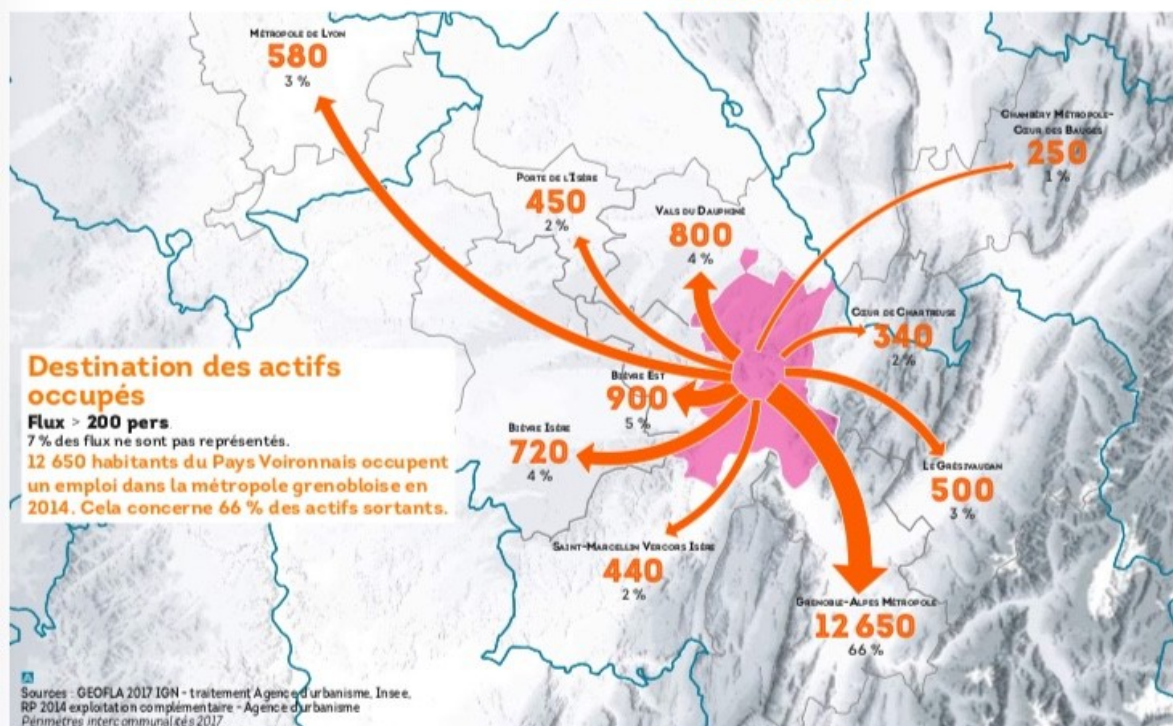 MÉTROPOLE DE LYON
580
3 %
CHAMBÉRY MÉTROPOLE-
CŒUR DES BAUGES
250
1 %
PORTE DE L'ISÈRE
450
2 %
VALS DU DAUPHINÉ
800
4 %
CŒUR DE CHARTREUSE
340
2 %
Destination des actifs
occupés
Flux > 200 pers.
7 % des flux ne sont pas représentés.
12 650 habitants du Pays Voironnais occupent
un emploi dans la métropole grenobloise en
2014. Cela concerne 66 % des actifs sortants.
BIÈVRE EST
900
5 %
BIÈVRE ISÈRE
720
4 %
LE GRÉSIVAUDAN
500
3 %
SAINT-MARCELLIN VERCORS ISÈRE
440
2 %
GRENOBLE-ALPES MÉTROPOLE
12 650
66 %
Sources : GEOFLA 2017 IGN - traitement Agence d'urbanisme, Insee,
RP 2014 exploitation complémentaire - Agence d'urbanisme
Périmètres intercommunalités 2017